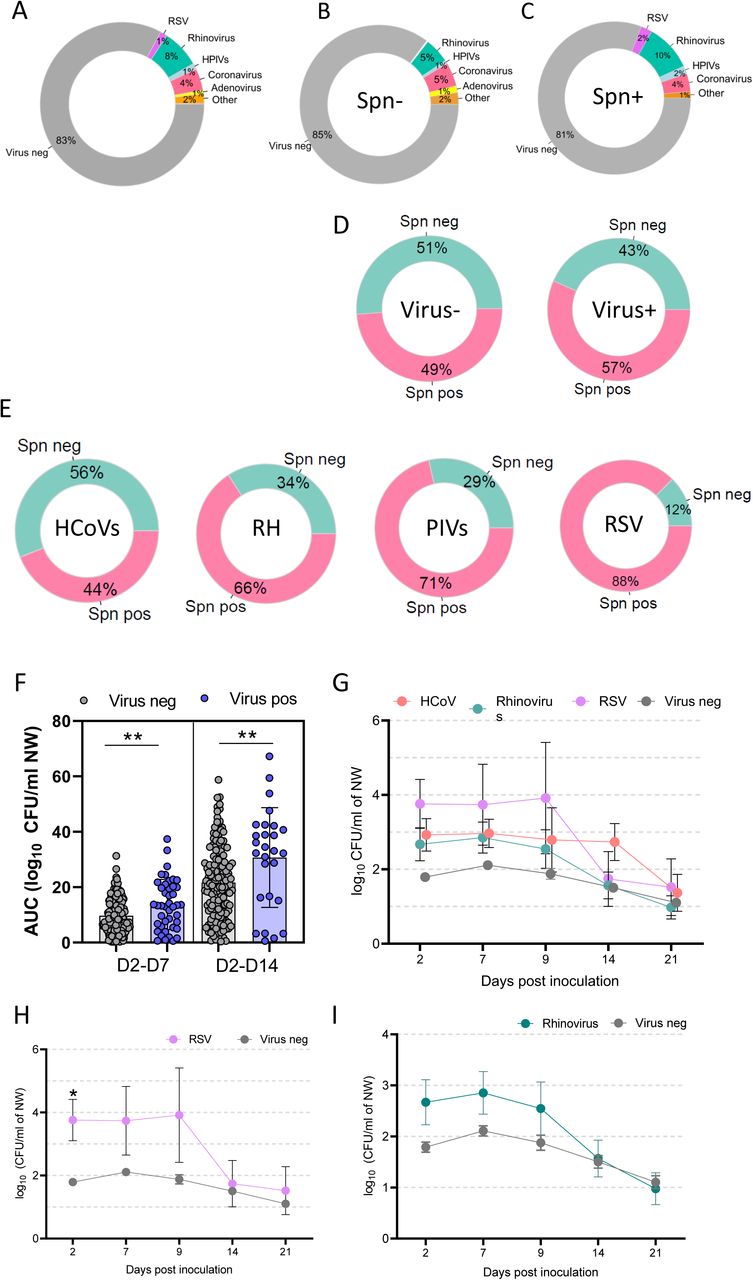 A
RSV
1%
Rhinovirus
8%
HPIVs
1%
Coronavirus
4%
Adenovirus
1%
Other
2%
83%
Virus neg
B
Rhinovirus
5%
HPIVs
1%
Coronavirus
5%
Adenovirus
1%
Other
2%
Spn-
85%
Virus neg
C
RSV
2%
Rhinovirus
10%
HPIVs
2%
Coronavirus
4%
Other
1%
Spn+
81%
Virus neg
D
Spn neg
51%
Virus-
49%
Spn pos
Spn neg
43%
Virus+
57%
Spn pos
E
Spn neg
56%
HCoVs
44%
Spn pos
Spn neg
34%
RH
66%
Spn pos
Spn neg
29%
PIVs
71%
Spn pos
Spn neg
12%
RSV
88%
Spn pos
F
Virus neg Virus pos
AUC (log10 CFU/ml NW)
80
60
40
20
0
** **
D2-D7 D2-D14
G
HCoV Rhinoviru
s
RSV Virus neg
log10 CFU/ml of NW
6
4
2
0
2 7 9 14 21
Days post inoculation
H
RSV Virus neg
log10 (CFU/ml of NW)
6
4
2
0
*
2 7 9 14 21
Days post inoculation
I
Rhinovirus Virus neg
log10 (CFU/ml of NW)
4
3
2
1
0
2 7 9 14 21
Days post inoculation